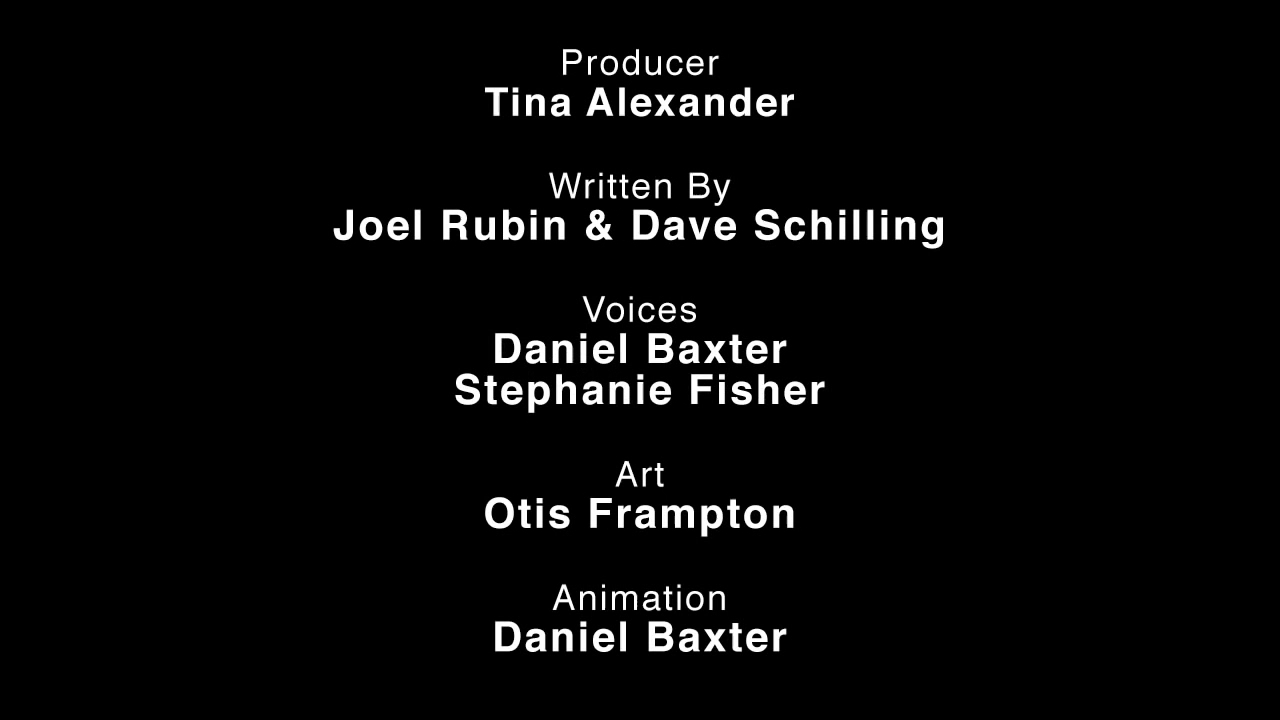 Producer
Tina Alexander
Written By
Joel Rubin & Dave Schilling
Voices
Daniel Baxter
Stephanie Fisher
Art
Otis Frampton
Animation
Daniel Baxter